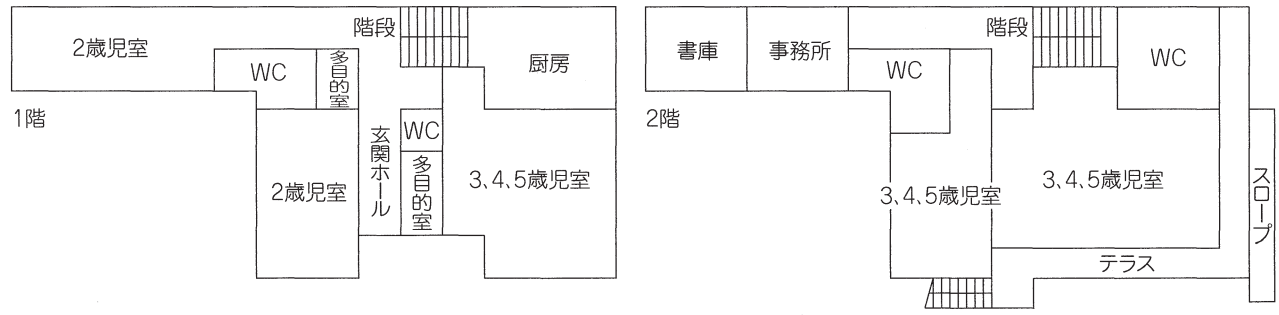 2歳児室
WC
多目的室
階段
厨房
1階
玄関ホール
WC
多目的室
2歳児室
3、4、5歳児室
書庫
事務所
階段
WC
WC
2階
3、4、5歳児室
3、4、5歳児室
スロープ
テラス